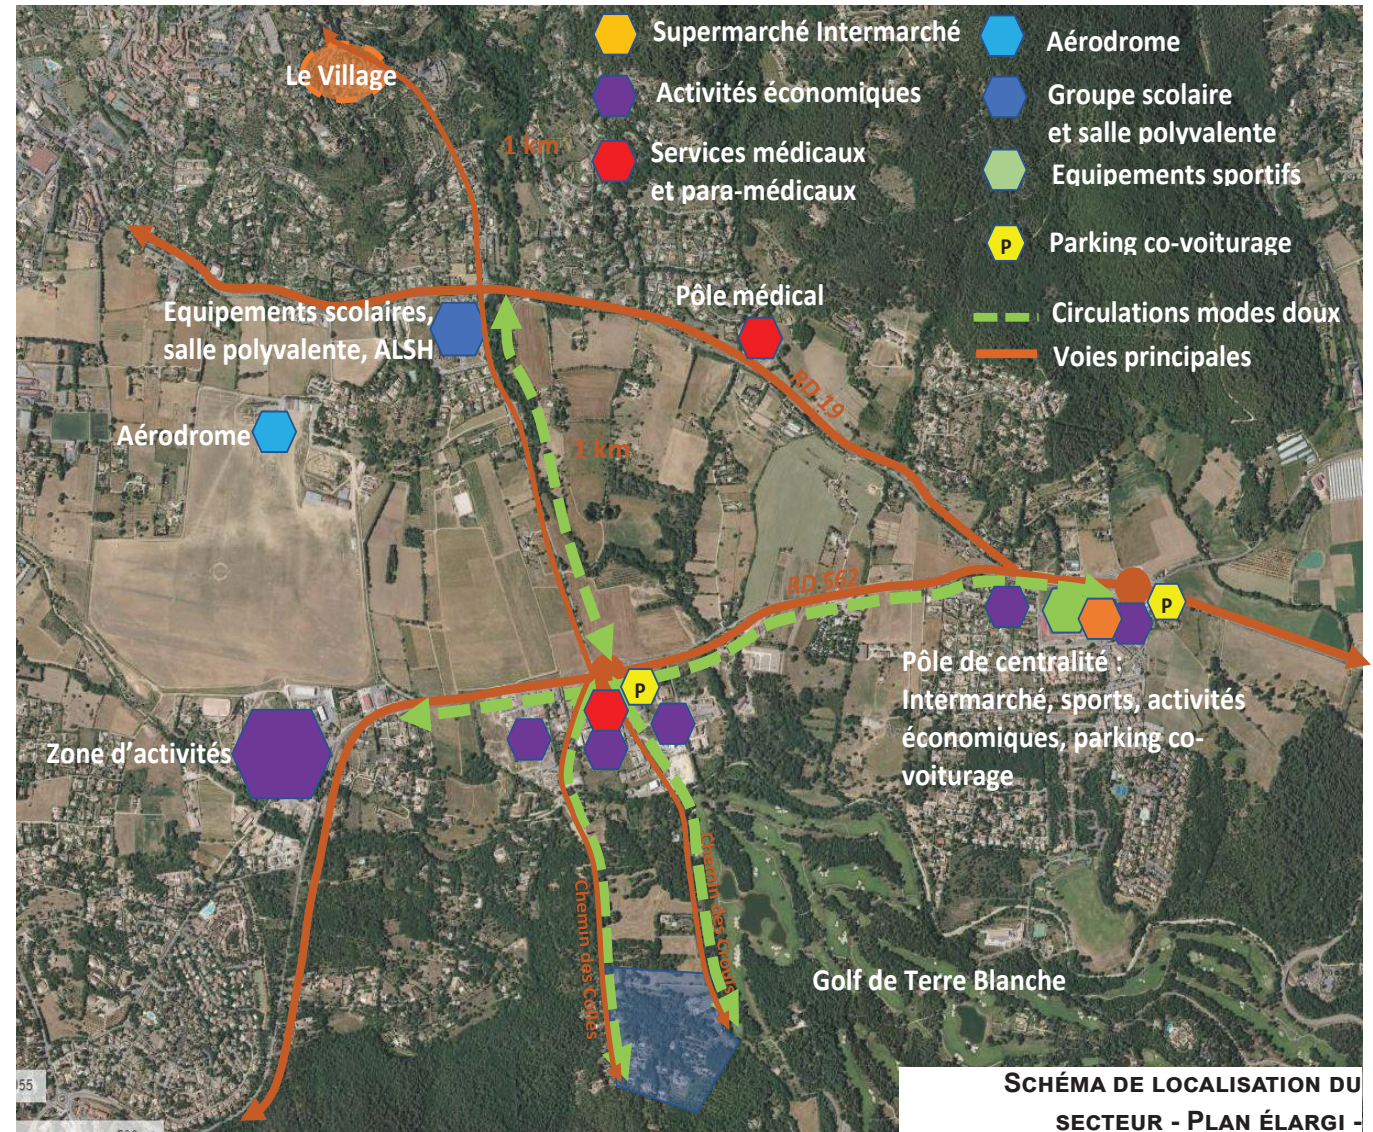 Supermarché Intermarché
Activités économiques
Services médicaux
et para-médicaux
Aérodrome
Groupe scolaire
et salle polyvalente
Equipements sportifs
P
Parking co-voiturage
Circulations modes doux
Voies principales
Le Village
1 km
Equipements scolaires,
salle polyvalente, ALSH
Pôle médical
RD 19
Aérodrome
1 km
RD 562
P
P
Pôle de centralité :
Intermarché, sports, activités
économiques, parking co-
voiturage
Zone d'activités
Chemin des Colles
Chemin des Crouis
Golf de Terre Blanche
55
SCHÉMA DE LOCALISATION DU
SECTEUR - PLAN ÉLARGI -